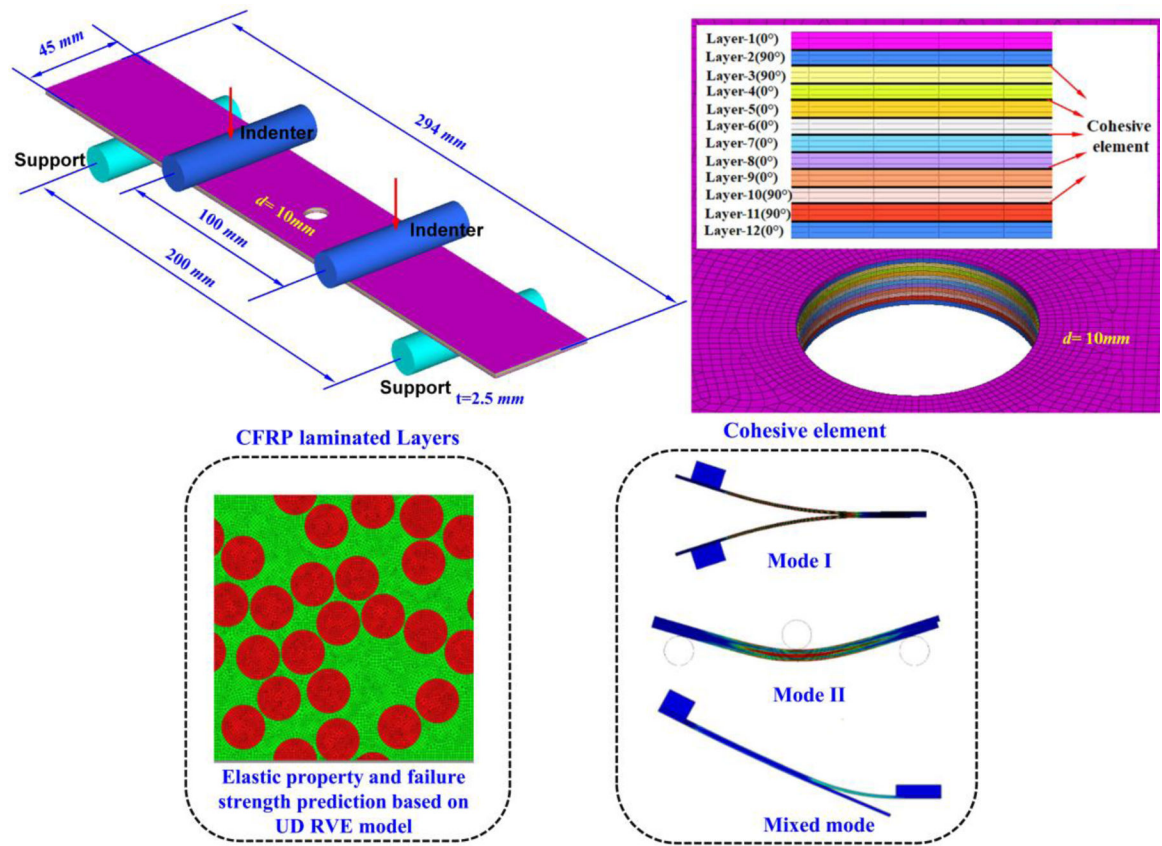 45 mm
294 mm
Indenter
Support
d= 10mm
Indenter
100 mm
200 mm
Support
t=2.5 mm
Layer-1(0°)
Layer-2(90°)
Layer-3(90°)
Layer-4(0°)
Layer-5(0°)
Layer-6(0°)
Layer-7(0°)
Layer-8(0°)
Layer-9(0°)
Layer-10(90°)
Layer-11(90°)
Layer-12(0°)
Cohesive
element
d= 10mm
CFRP laminated Layers
Elastic property and failure
strength prediction based on
UD RVE model
Cohesive element
Mode I
Mode II
Mixed mode